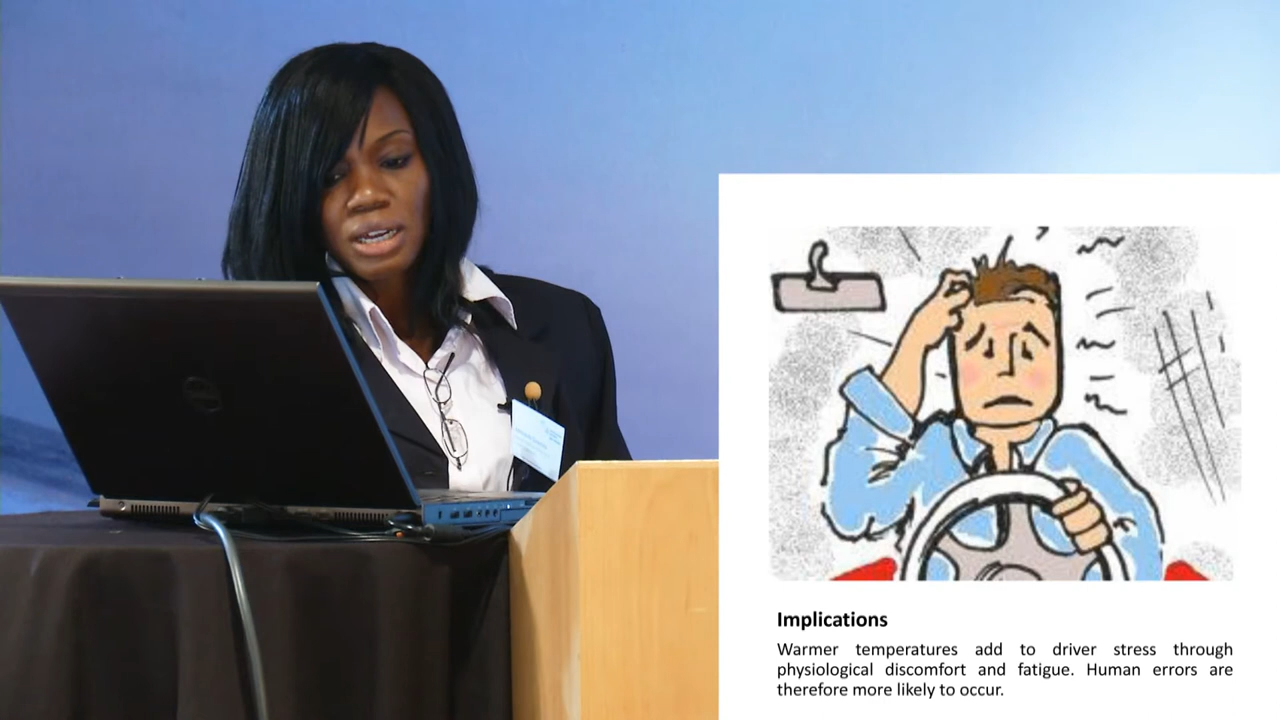 Implications
Warmer temperatures add to driver stress through
physiological discomfort and fatigue. Human errors are
therefore more likely to occur.